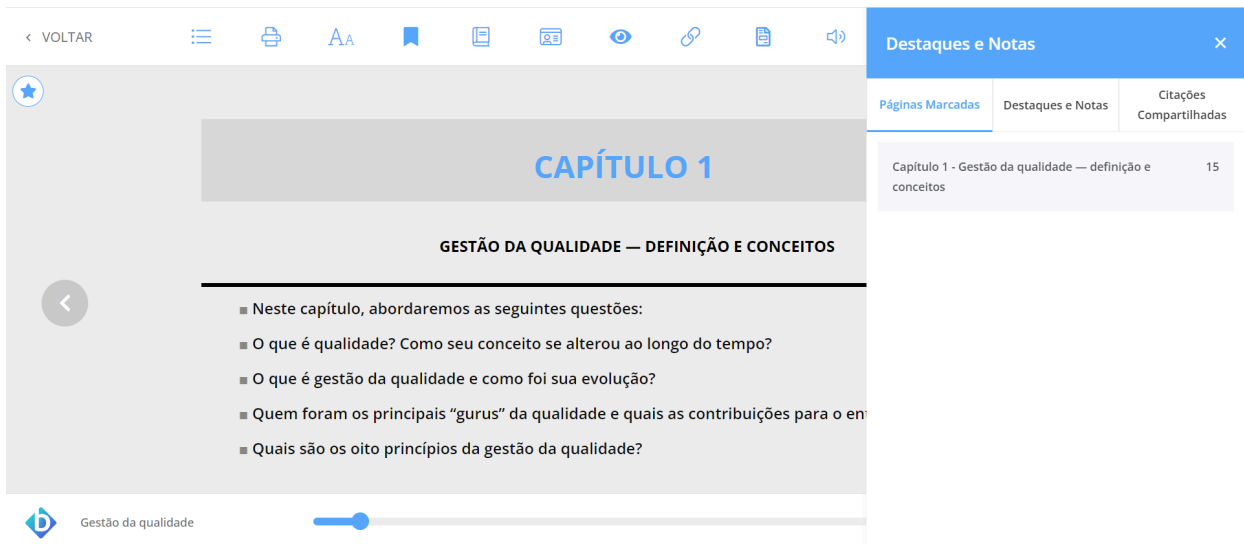 VOLTAR
CAPÍTULO 1
GESTÃO DA QUALIDADE — DEFINIÇÃO E CONCEITOS
Neste capítulo, abordaremos as seguintes questões:
O que é qualidade? Como seu conceito se alterou ao longo do tempo?
O que é gestão da qualidade e como foi sua evolução?
Quem foram os principais “gurus” da qualidade e quais as contribuições para o
Quais são os oito princípios da gestão da qualidade?
Gestão da qualidade
Destaques e Notas
Páginas Marcadas
Destaques e Notas
Citações
Compartilhadas
Capítulo 1 - Gestão da qualidade — definição e 15
conceitos